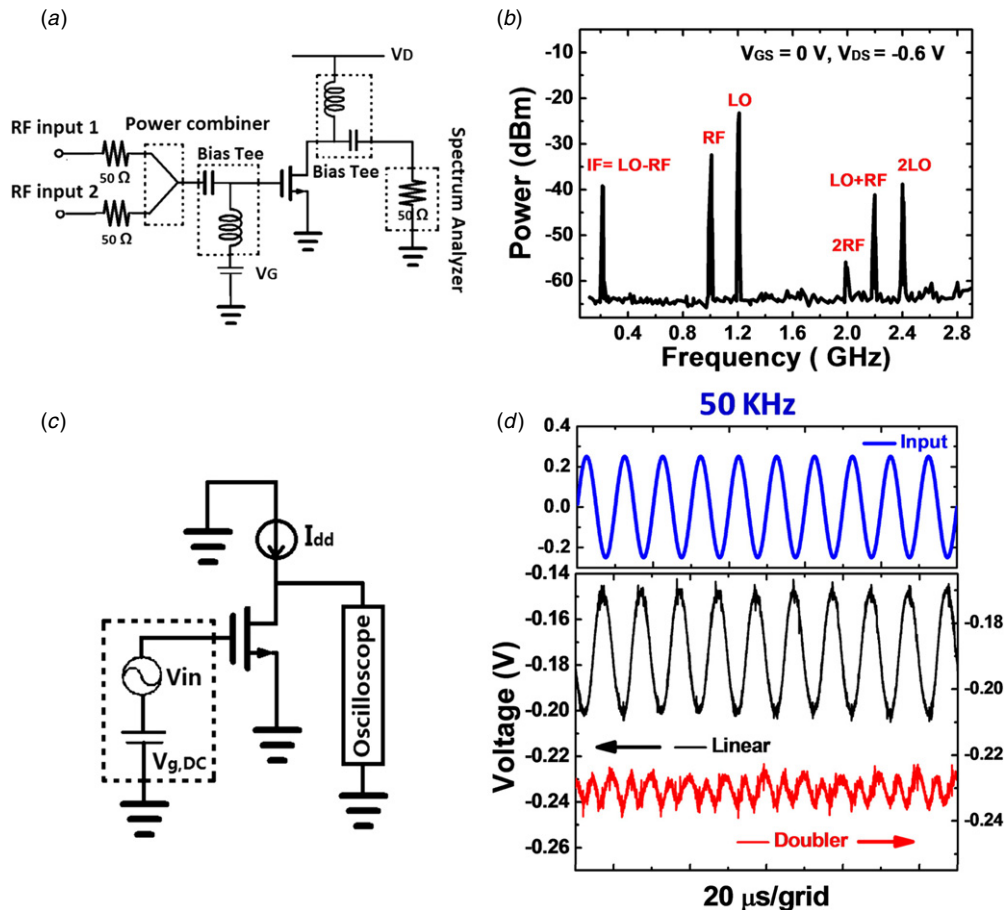 (a)
VD
RF input 1
Power combiner
Bias Tee
50 Ω
RF input 2
50 Ω
VG
Bias Tee
50 Ω
Spectrum Analyzer
(b)
VGS = 0 V, VDS = -0.6 V
LO
RF
IF= LO-RF
LO+RF
2LO
2RF
Power (dBm)
-10
-20
-30
-40
-50
-60
0.4 0.8 1.2 1.6 2.0 2.4 2.8
Frequency ( GHz)
(c)
Idd
Vin
Vg,DC
Oscilloscope
(d)
50 KHz
Input
0.4
0.2
0.0
-0.2
-0.14
-0.16
-0.18
-0.20
-0.22
-0.24
-0.26
Voltage (V)
-0.18
-0.20
-0.22
-0.24
Linear
Doubler
20 μs/grid